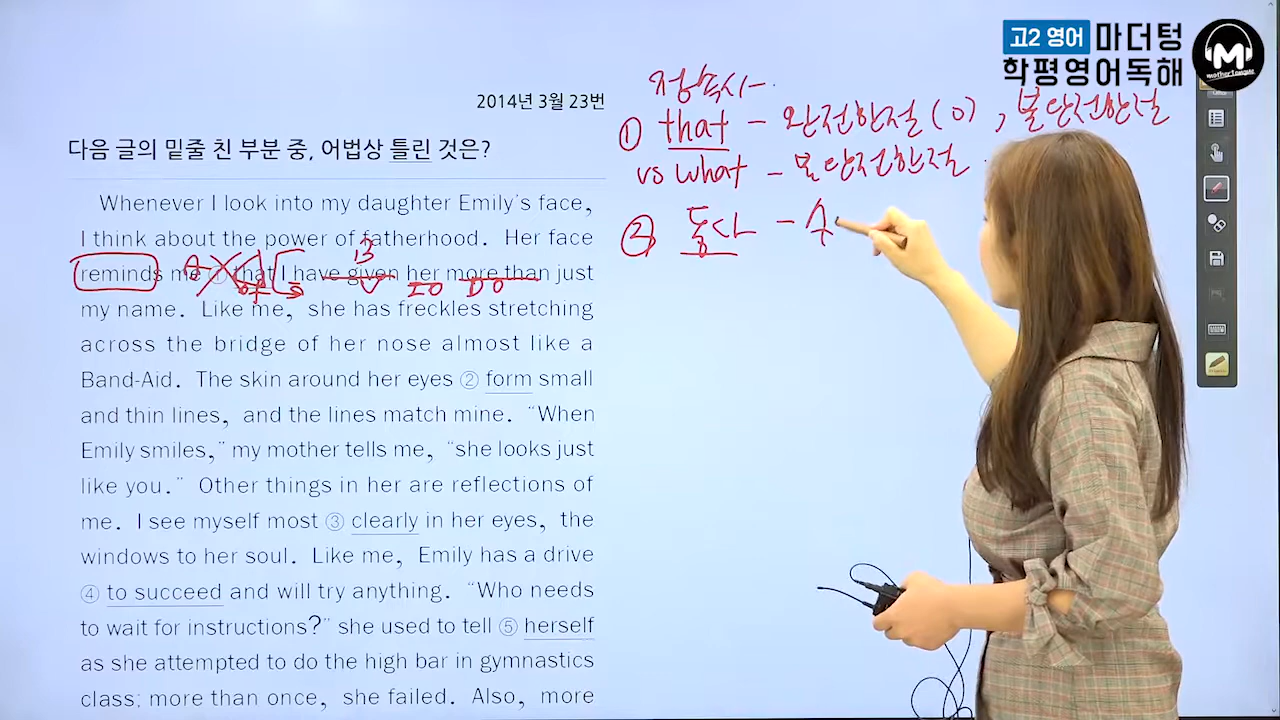 고2 영어 마더텅
학평영어독해
mother tongue
2014년 3월 23번
다음 글의 밑줄 친 부분 중, 어법상 틀린 것은?
Whenever I look into my daughter Emily's face,
I think about the power of fatherhood. Her face
reminds me ① that I have given her more than just
my name. Like me, she has freckles stretching
across the bridge of her nose almost like a
Band-Aid. The skin around her eyes ② form small
and thin lines, and the lines match mine. "When
Emily smiles," my mother tells me, "she looks just
like you." Other things in her are reflections of
me. I see myself most ③ clearly in her eyes, the
windows to her soul. Like me, Emily has a drive
④ to succeed and will try anything. "Who needs
to wait for instructions?" she used to tell ⑤ herself
as she attempted to do the high bar in gymnastics
class; more than once, she failed. Also, more
접속사
① that - 완전한절 (0), 불완전한절
vs what - 불완전한절
② 동사 - 수